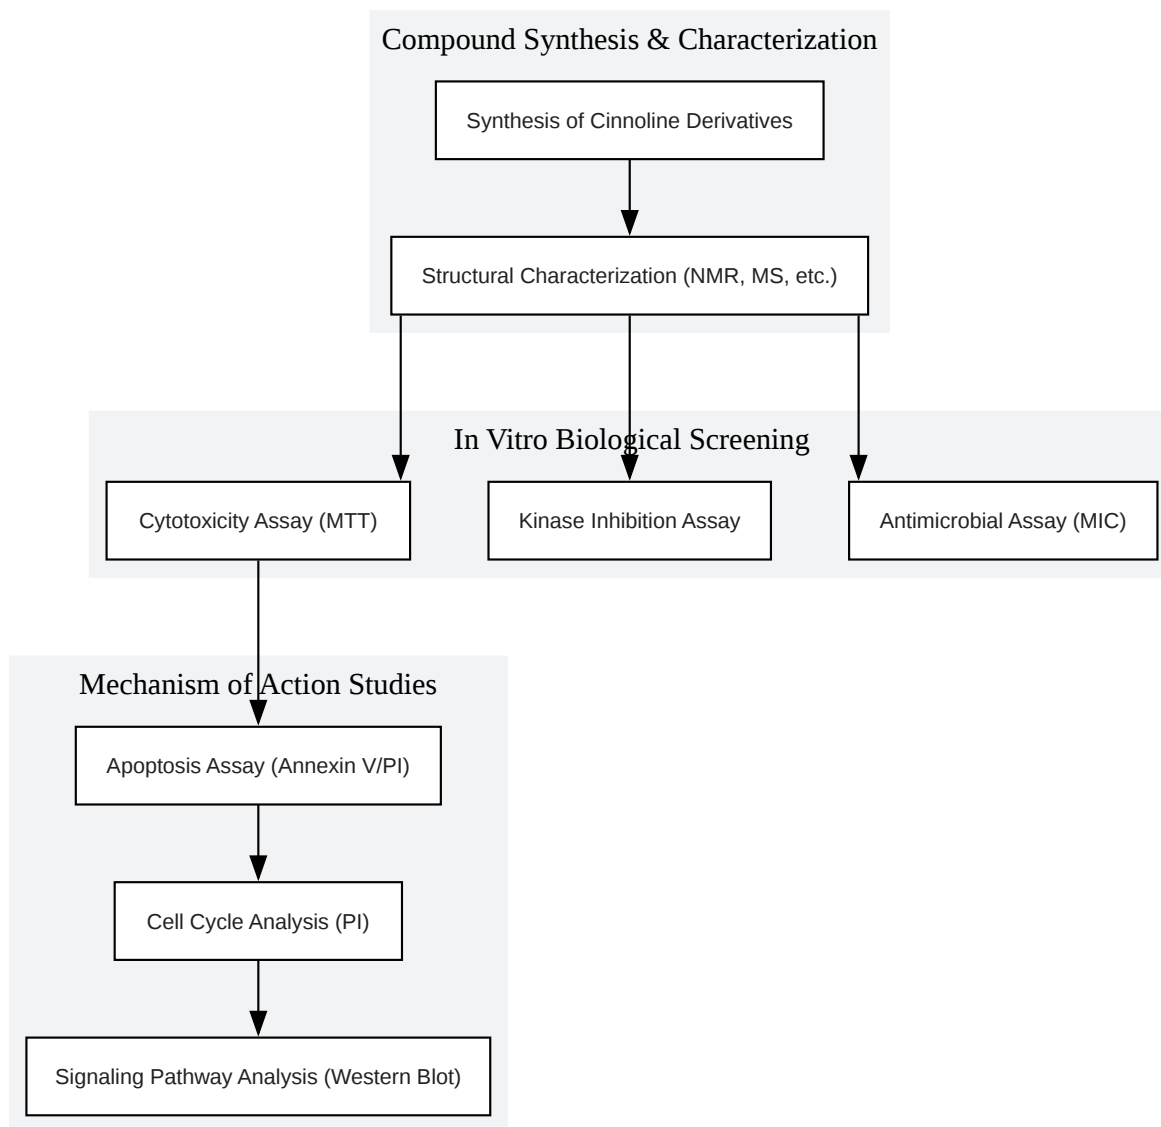 Compound Synthesis & Characterization
Synthesis of Cinnoline Derivatives
Structural Characterization (NMR, MS, etc.)
In Vitro Biological Screening
Cytotoxicity Assay (MTT)
Kinase Inhibition Assay
Antimicrobial Assay (MIC)
Mechanism of Action Studies
Apoptosis Assay (Annexin V/PI)
Cell Cycle Analysis (PI)
Signaling Pathway Analysis (Western Blot)